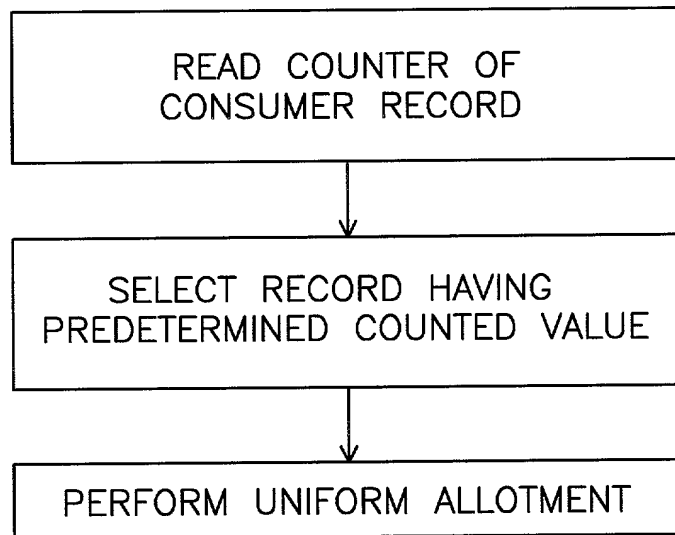 READ COUNTER OF
CONSUMER RECORD
SELECT RECORD HAVING
PREDETERMINED COUNTED VALUE
PERFORM UNIFORM ALLOTMENT